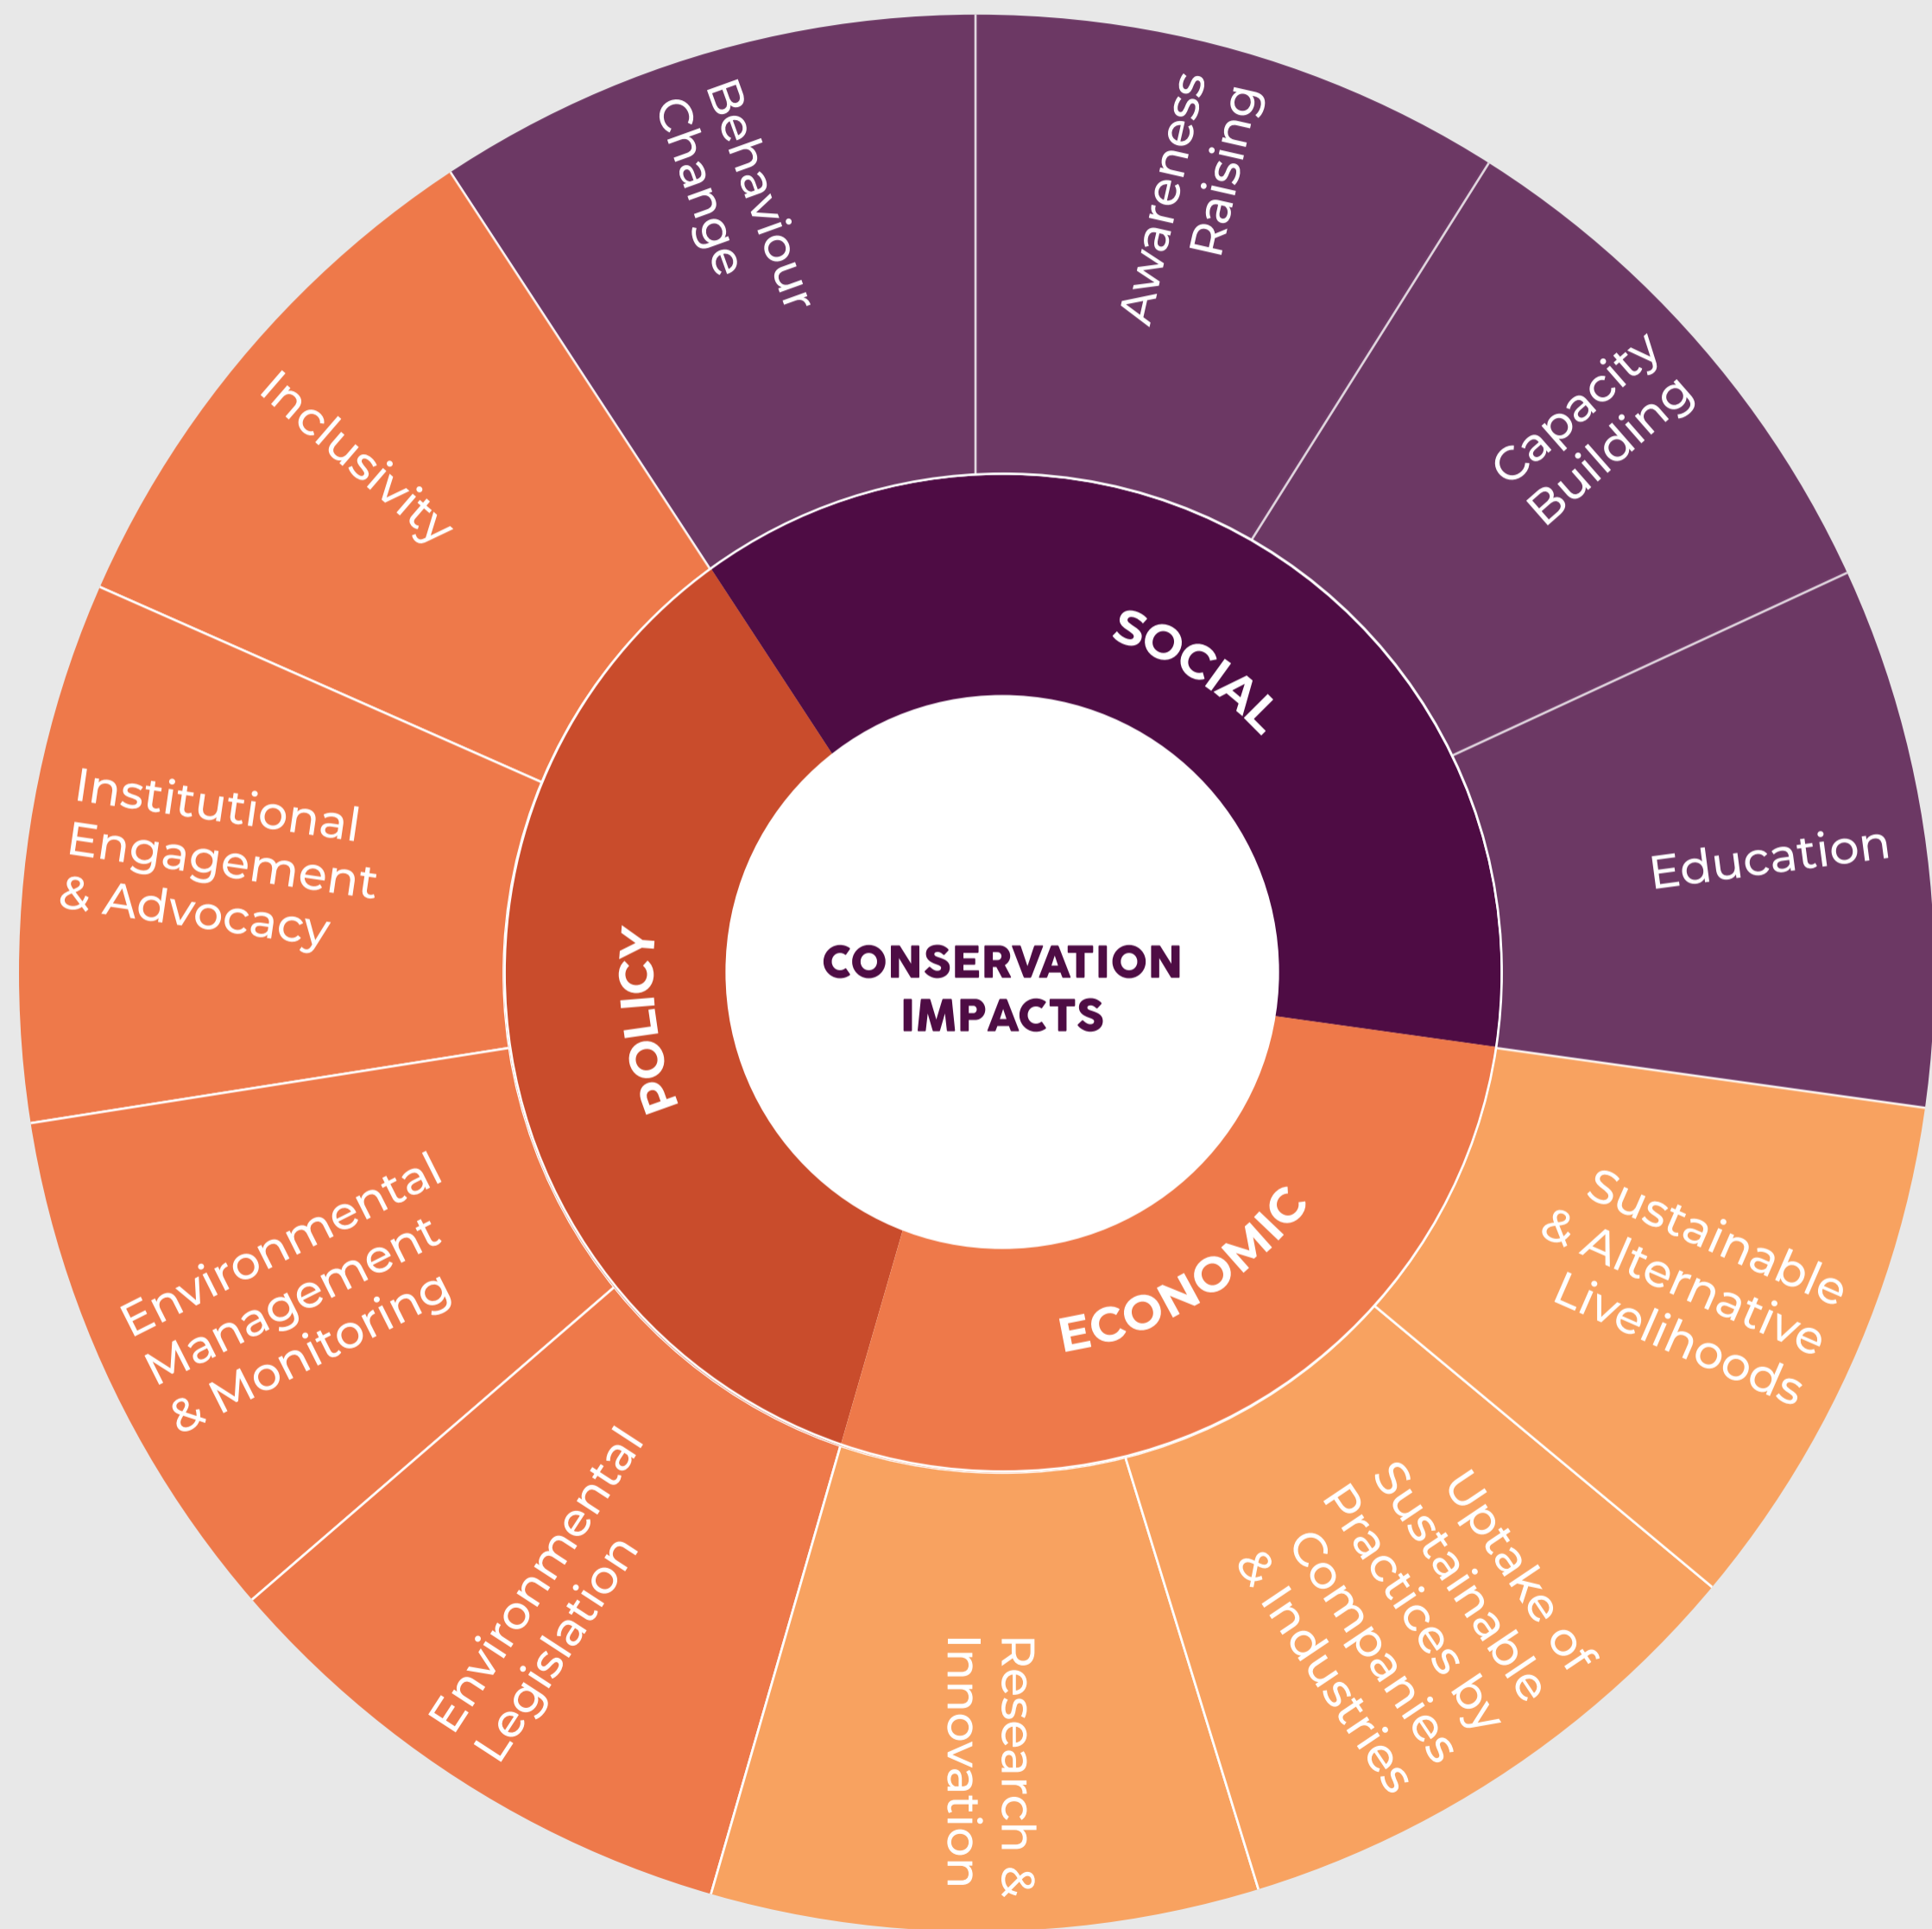 CONSERVATION
IMPACTS
SOCIAL
Behaviour
Change
Awareness
Raising
Capacity
Building
Education
ECONOMIC
Sustainable
& Alternative
Livelihoods
Uptake of
Sustainable
Practices by
Companies
& Industries
Research &
Innovation
POLICY
Environmental
Legislation
Environmental
Management
& Monitoring
Institutional
Engagement
& Advocacy
Inclusivity